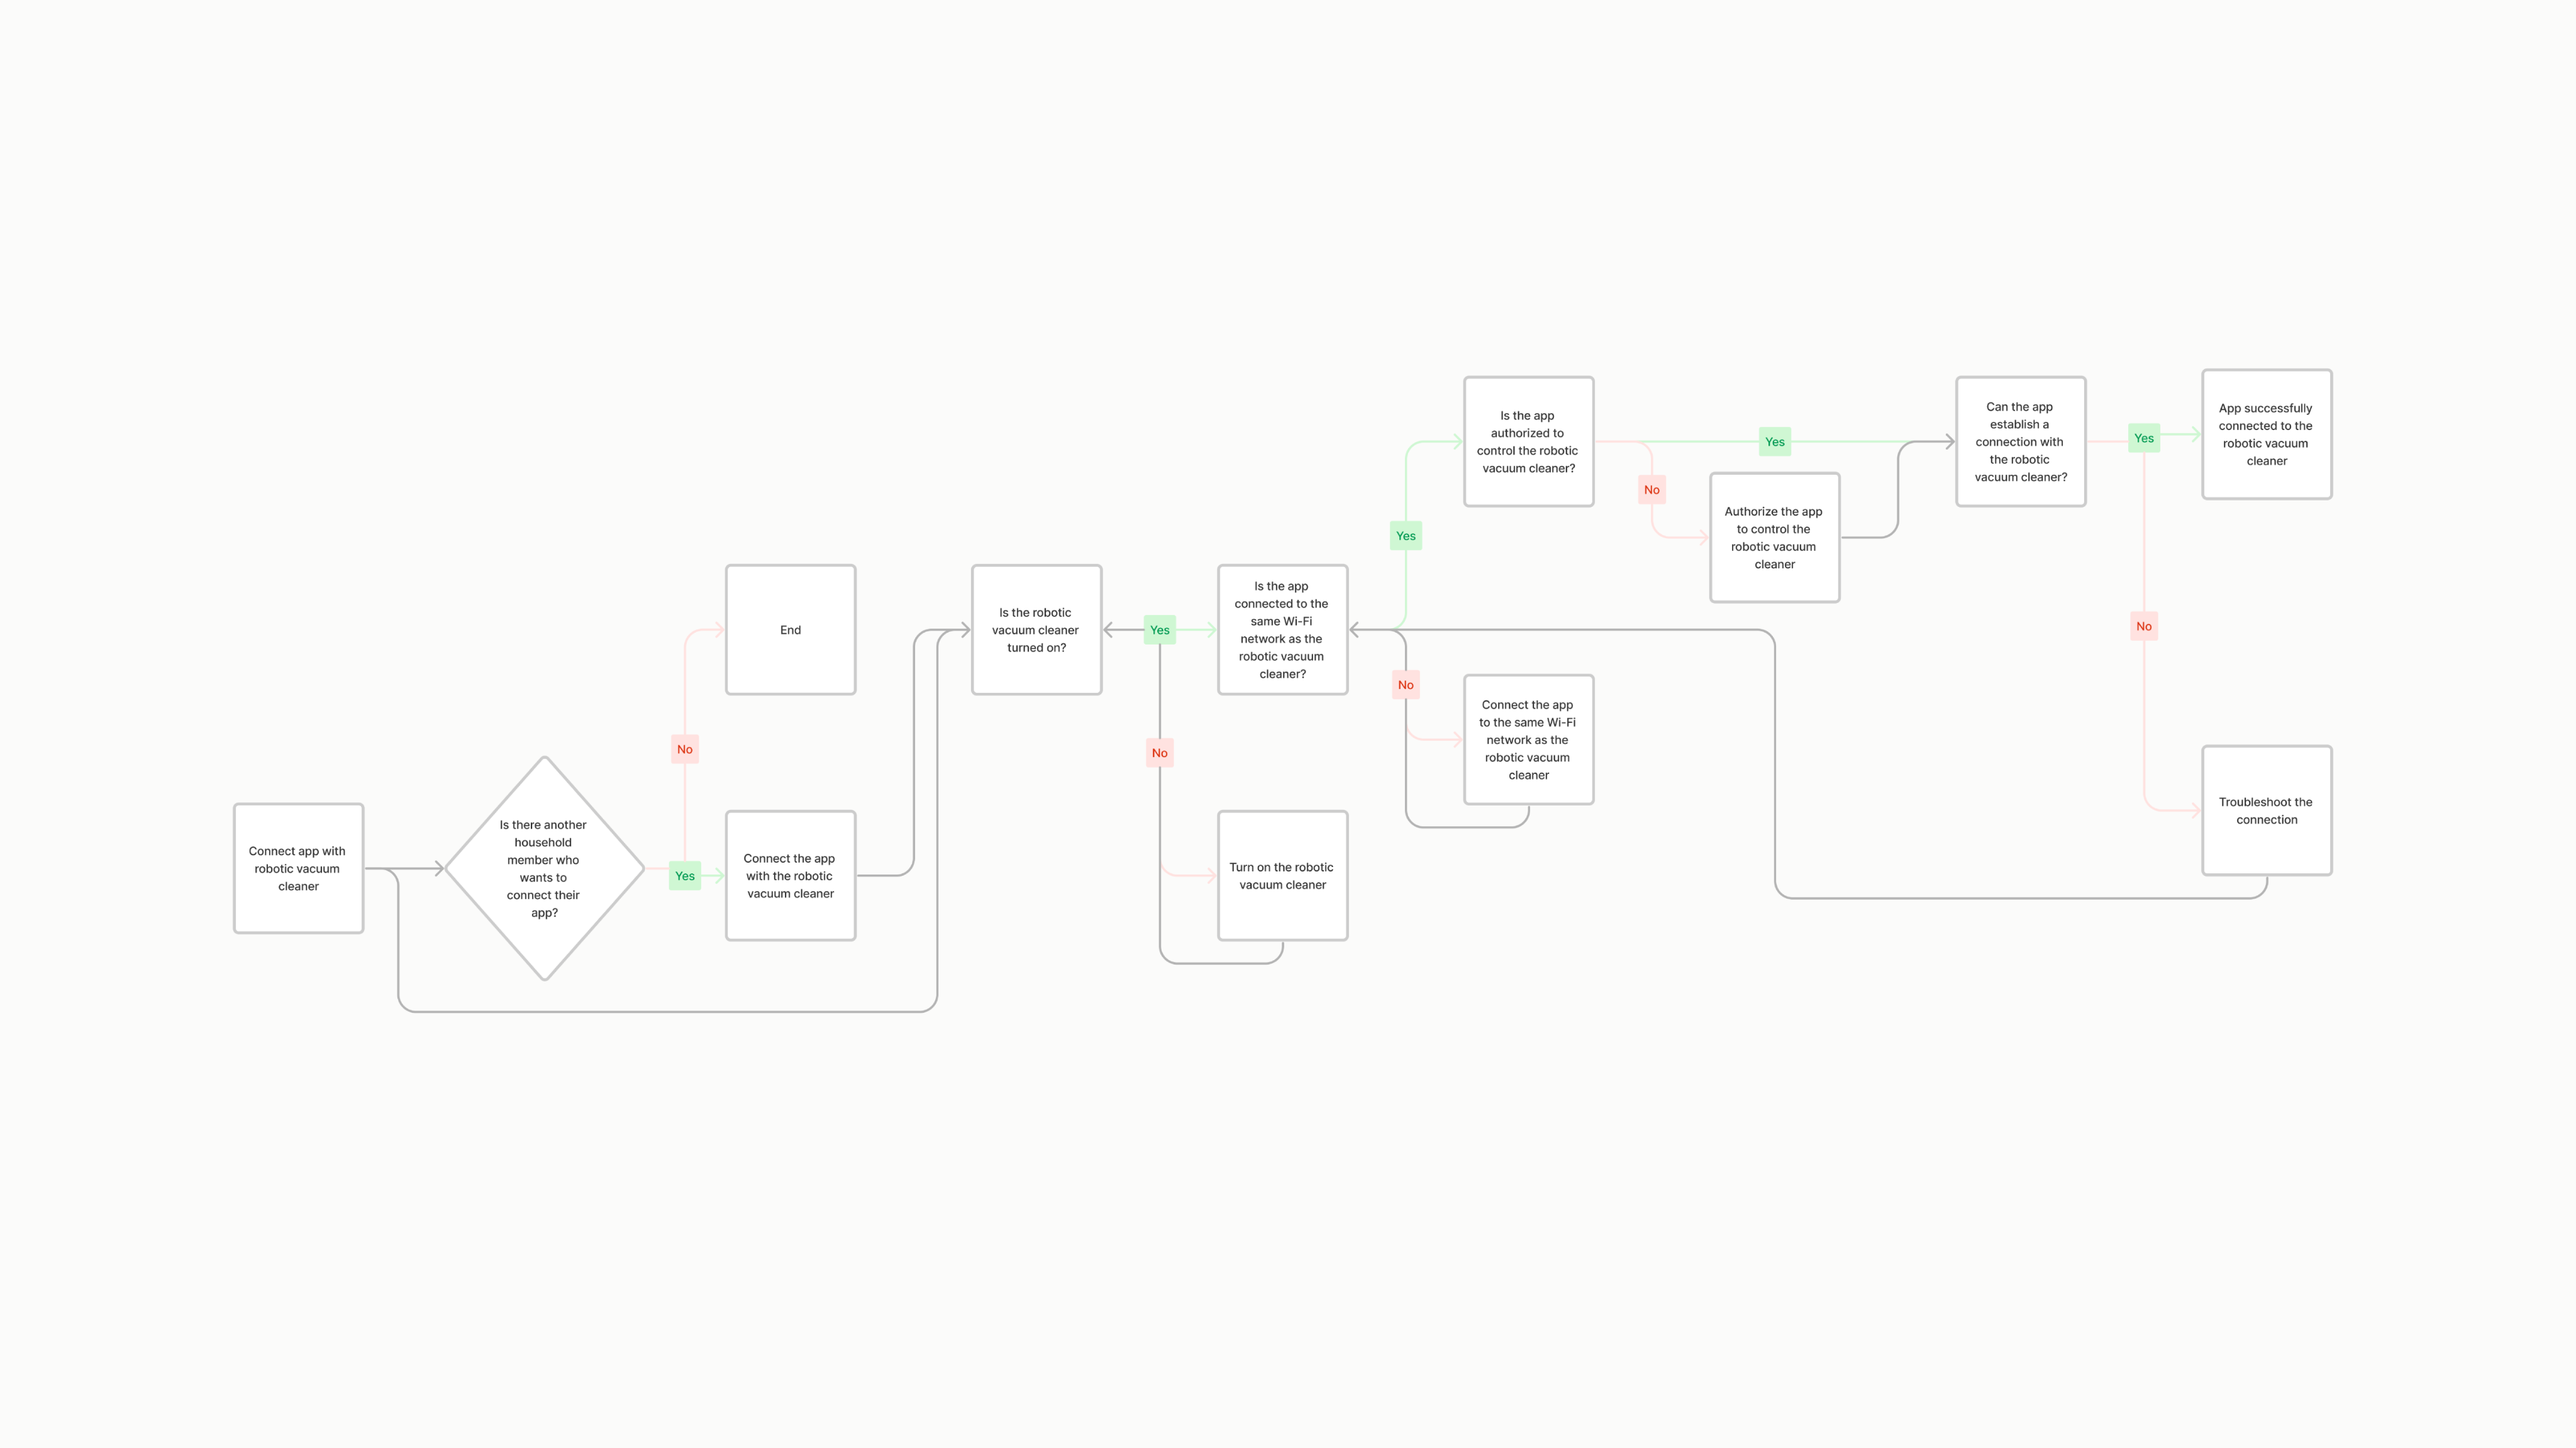 Connect app with
robotic vacuum
cleaner
Is there another
household
member who
wants to
connect their
app?
No
Yes
End
Connect the app
with the robotic
vacuum cleaner
Is the robotic
vacuum cleaner
turned on?
Yes
No
Is the app
connected to the
same Wi-Fi
network as the
robotic vacuum
cleaner?
Turn on the robotic
vacuum cleaner
Yes
No
Is the app
authorized to
control the robotic
vacuum cleaner?
Connect the app
to the same Wi-Fi
network as the
robotic vacuum
cleaner
Yes
No
Authorize the app
to control the
robotic vacuum
cleaner
Can the app
establish a
connection with
the robotic
vacuum cleaner?
Yes
No
App successfully
connected to the
robotic vacuum
cleaner
Troubleshoot the
connection